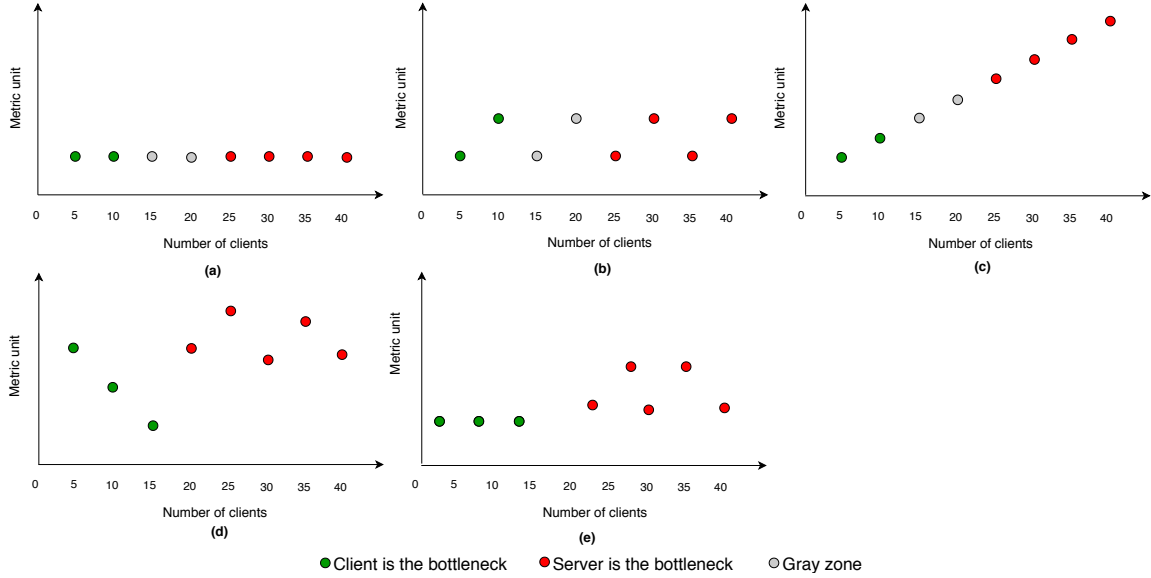 Metric unit
0 5 10 15 20 25 30 35 40
Number of clients
(a)
Metric unit
0 5 10 15 20 25 30 35 40
Number of clients
(b)
Metric unit
0 5 10 15 20 25 30 35 40
Number of clients
(c)
Metric unit
0 5 10 15 20 25 30 35 40
Number of clients
(d)
Metric unit
0 5 10 15 20 25 30 35 40
Number of clients
(e)
Client is the bottleneck Server is the bottleneck Gray zone